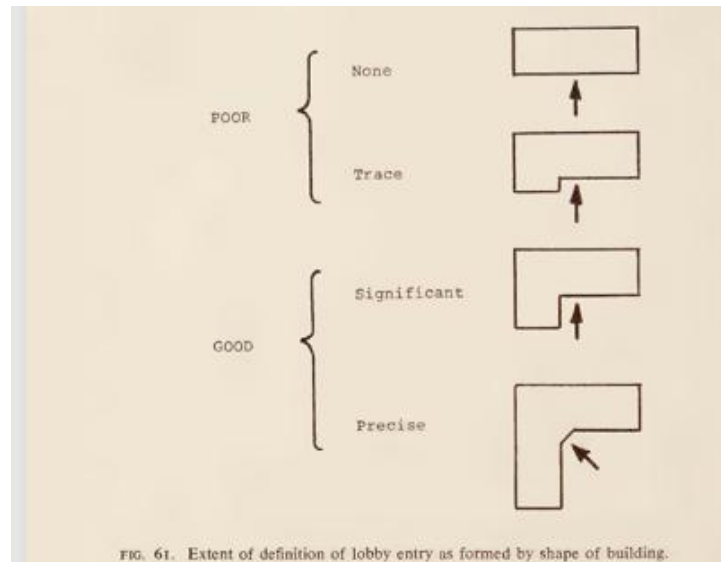 None
POOR
Trace
Significant
GOOD
Precise
FIG. 61. Extent of definition of lobby entry as formed by shape of building.